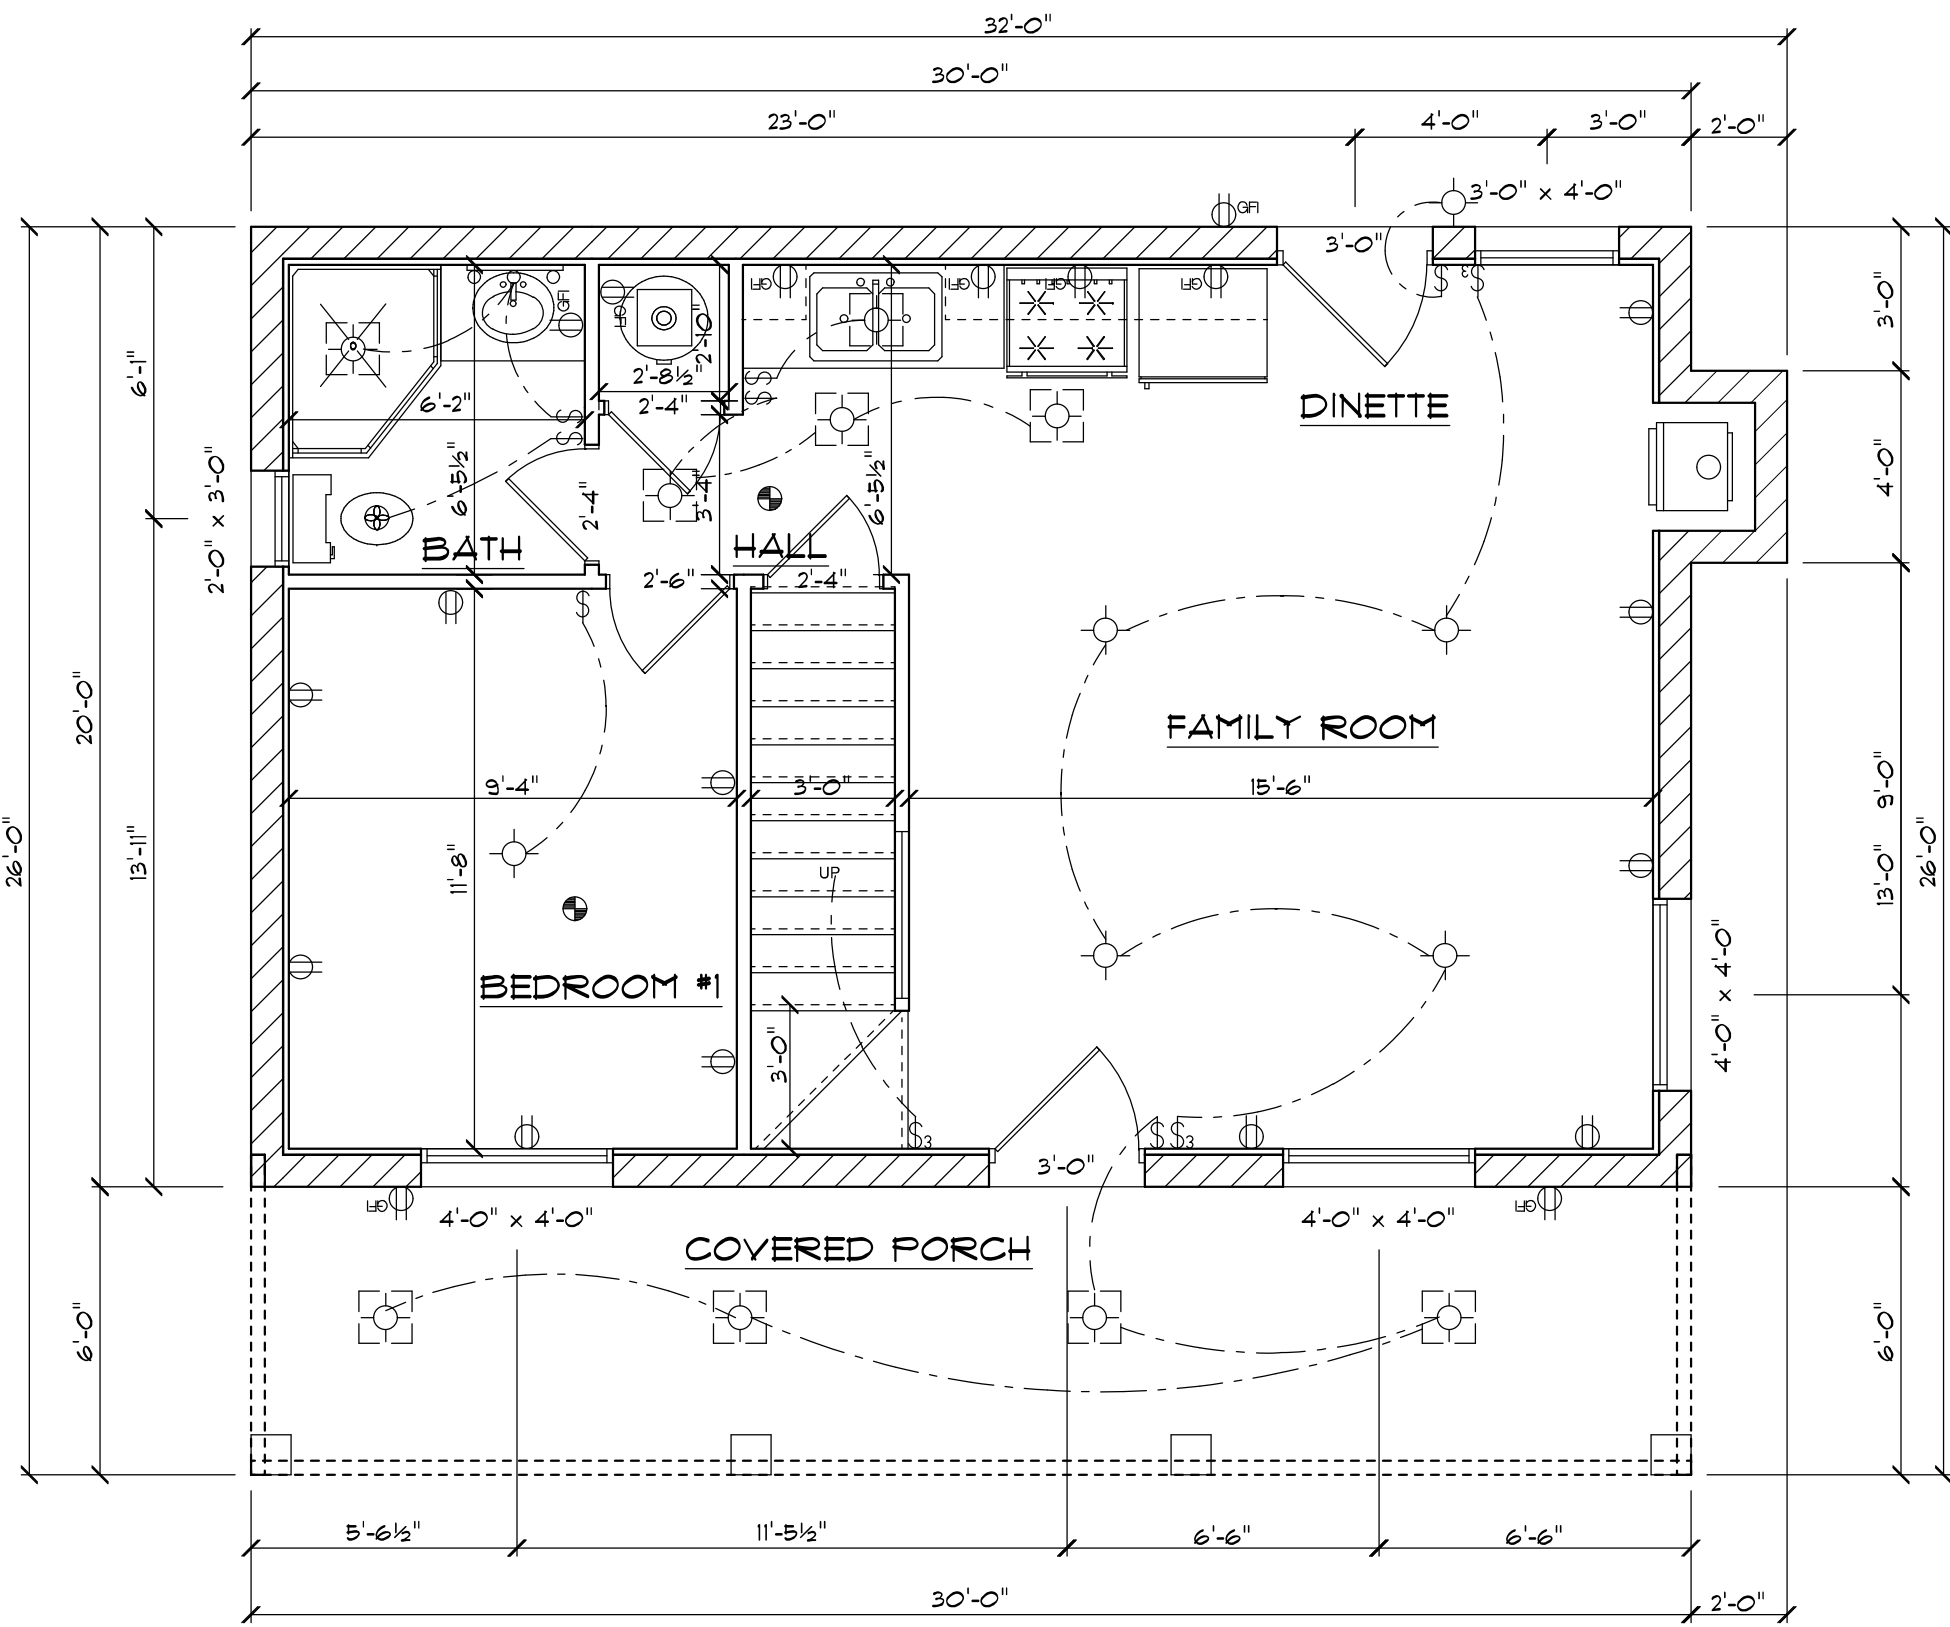 32'-0"
30'-0"
23'-0"
4'-0"
3'-0"
2'-0"
3'-0" x 4'-0"
GFI
3'-0"
$
3
$
GFI
GFI
GFI
GFI
GFI
GFI
2'-10"
3'-0"
2'-8½"
2'-4"
6'-1"
6'-2"
$
$
$
$
DINETTE
4'-0"
2'-0" x 3'-0"
6'-5½"
2'-4"
3'-4"
6'-5½"
BATH
HALL
2'-6"
2'-4"
$
20'-0"
FAMILY ROOM
9'-4"
3'-0"
15'-6"
9'-0"
26'-0"
13'-11"
11'-8"
UP
13'-0"
26'-0"
4'-0" x 4'-0"
BEDROOM #1
3'-0"
$3
$ $3
3'-0"
GFI
GFI
4'-0" x 4'-0"
4'-0" x 4'-0"
COVERED PORCH
6'-0"
6'-0"
5'-6½"
11'-5½"
6'-6"
6'-6"
30'-0"
2'-0"